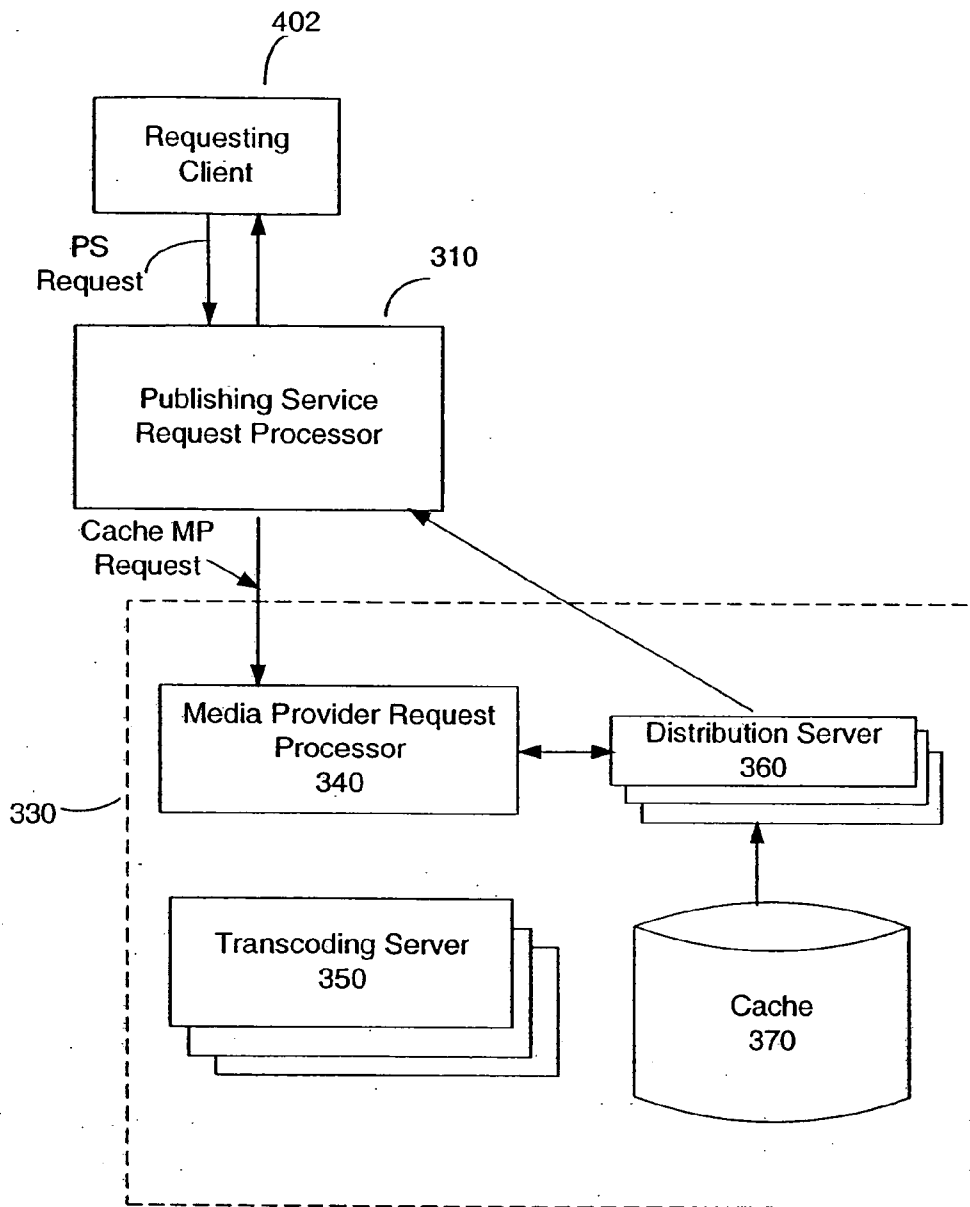 402
Requesting
Client
PS
Request
310
Publishing Service
Request Processor
Cache MP
Request
Media Provider Request
Processor
340
Distribution Server
360
330
Transcoding Server
350
Cache
370